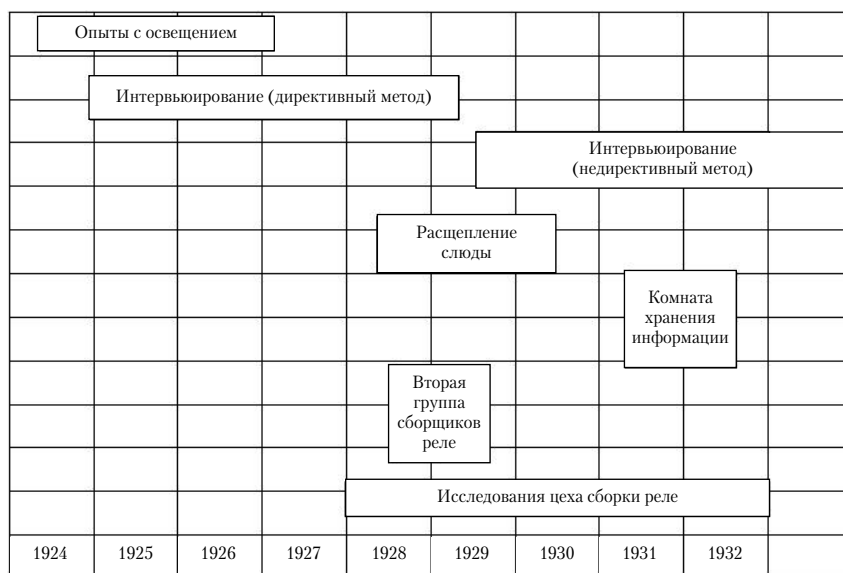 Опыты с освещением
Интервьюирование (директивный метод)
Интервьюирование
(недирективный метод)
Расщепление
слюды
Комната
хранения
информации
Вторая
группа
сборщиков
реле
Исследования цеха сборки реле
1924 1925 1926 1927 1928 1929 1930 1931 1932